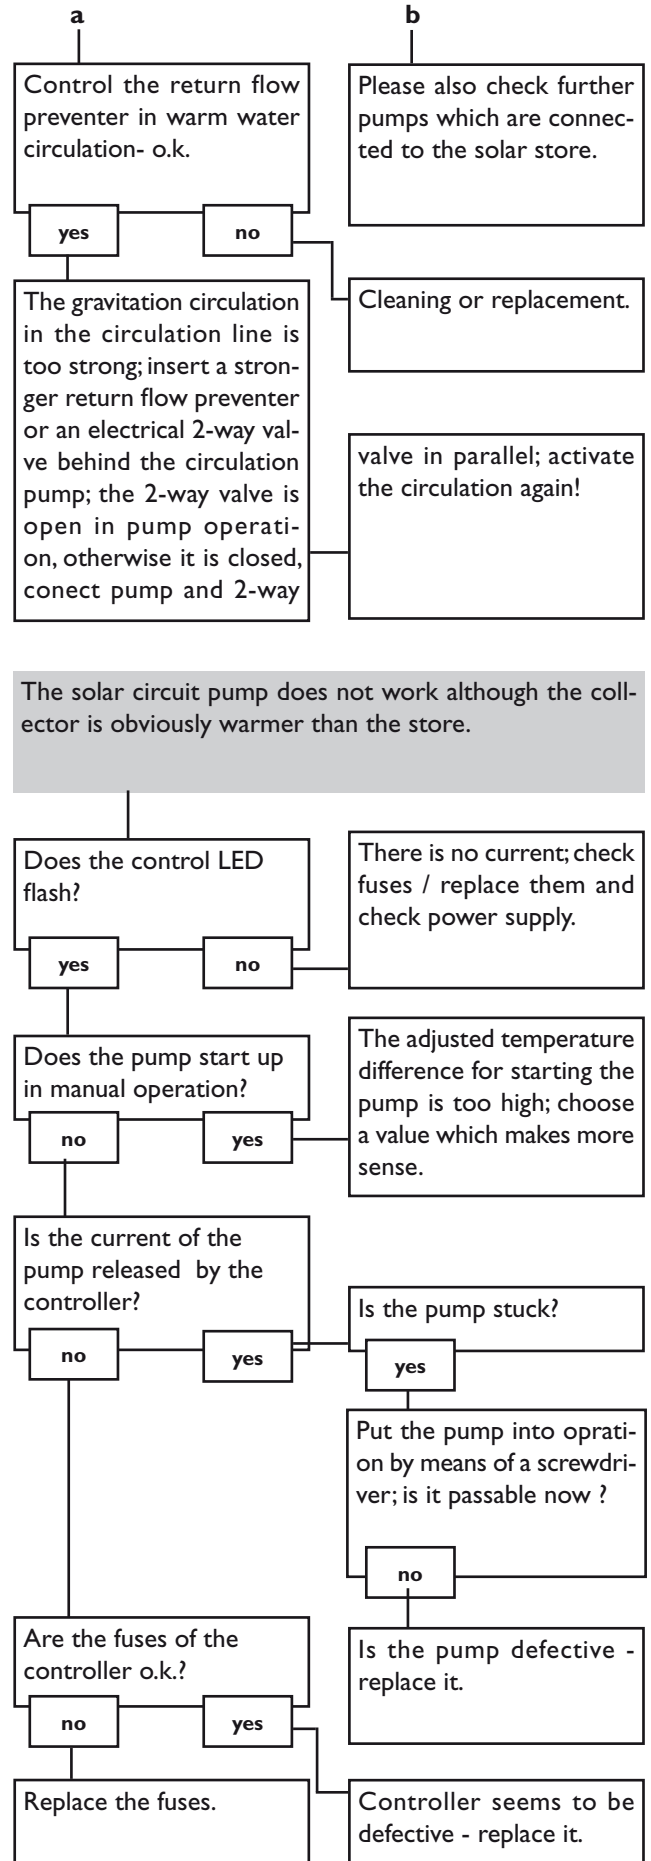 a
b
Control the return flow
preventer in warm water
circulation- o.k.
yes
no
Please also check further
pumps which are connec-
ted to the solar store.
Cleaning or replacement.
The gravitation circulation
in the circulation line is
too strong; insert a stron-
ger return flow preventer
or an electrical 2-way val-
ve behind the circulation
pump; the 2-way valve is
open in pump operati-
on, otherwise it is closed,
conect pump and 2-way
valve in parallel; activate
the circulation again!
The solar circuit pump does not work although the coll-
ector is obviously warmer than the store.
Does the control LED
flash?
yes
no
There is no current; check
fuses / replace them and
check power supply.
Does the pump start up
in manual operation?
no
yes
The adjusted temperature
difference for starting the
pump is too high; choose
a value which makes more
sense.
Is the current of the
pump released by the
controller?
no
yes
Is the pump stuck?
yes
Put the pump into oprati-
on by means of a screwdri-
ver; is it passable now ?
no
Is the pump defective -
replace it.
Are the fuses of the
controller o.k.?
no
yes
Replace the fuses.
Controller seems to be
defective - replace it.